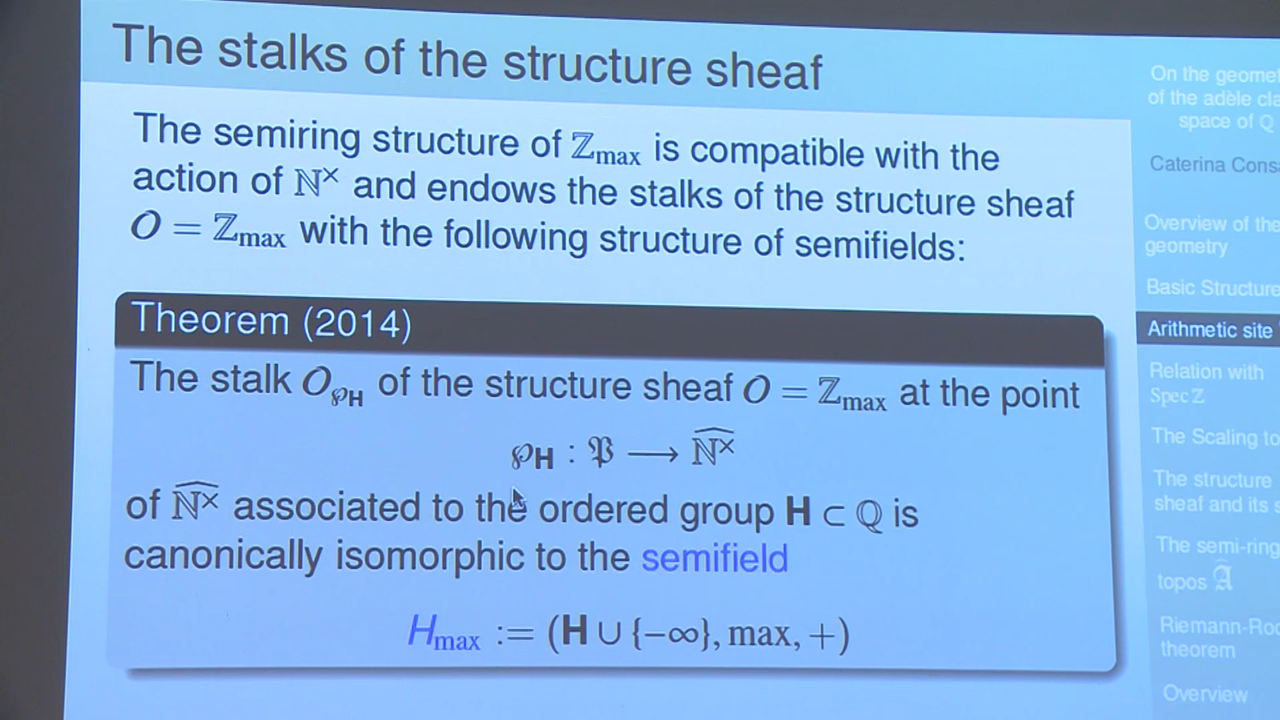 The stalks of the structure sheaf
The semiring structure of ℤmax is compatible with the
action of ℕ× and endows the stalks of the structure sheaf
𝒪 = ℤmax with the following structure of semifields:
Theorem (2014)
The stalk 𝒪℘H of the structure sheaf 𝒪 = ℤmax at the point
℘H : 𝔓 ⟶ \widehat{ℕ×}
of \widehat{ℕ×} associated to the ordered group H ⊂ ℚ is
canonically isomorphic to the semifield
Hmax := (H ∪ {−∞}, max, +)
On the geomet
of the adèle cla
space of ℚ
Caterina Cons
Overview of the
geometry
Basic Structure
Arithmetic site
Relation with
Spec ℤ
The Scaling to
The structure
sheaf and its s
The semi-ring
topos
Riemann-Roc
theorem
Overview